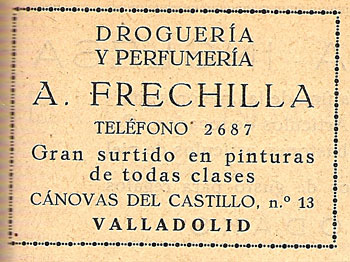 DROGUERÍA
Y PERFUMERÍA
A. FRECHILLA
TELÉFONO 2687
Gran surtido en pinturas
de todas clases
CÁNOVAS DEL CASTILLO, n.º 13
VALLADOLID